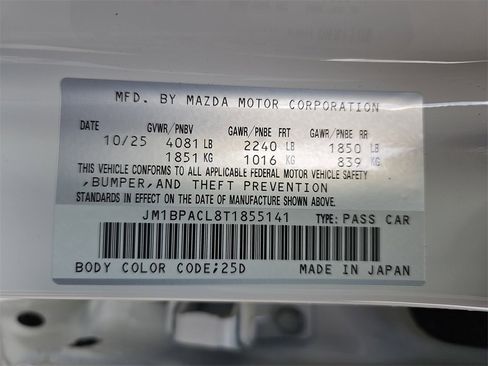 MFD. BY MAZDA MOTOR CORPORATION
DATE GVWR/PNBV GAWR/PNBE FRT GAWR/PNBE RR
10/25 4081 LB 2240 LB 1850 LB
1851 KG 1016 KG 839 KG
THIS VEHICLE CONFORMS TO ALL APPLICABLE FEDERAL MOTOR VEHICLE SAFETY
,BUMPER,AND THEFT PREVENTION
STANDARDS IN EFFECT ON THE DATE OF MANUFACTURE SHOWN ABOVE.
JM1BPACL8T1855141 TYPE: PASS CAR
BODY COLOR CODE;25D MADE IN JAPAN